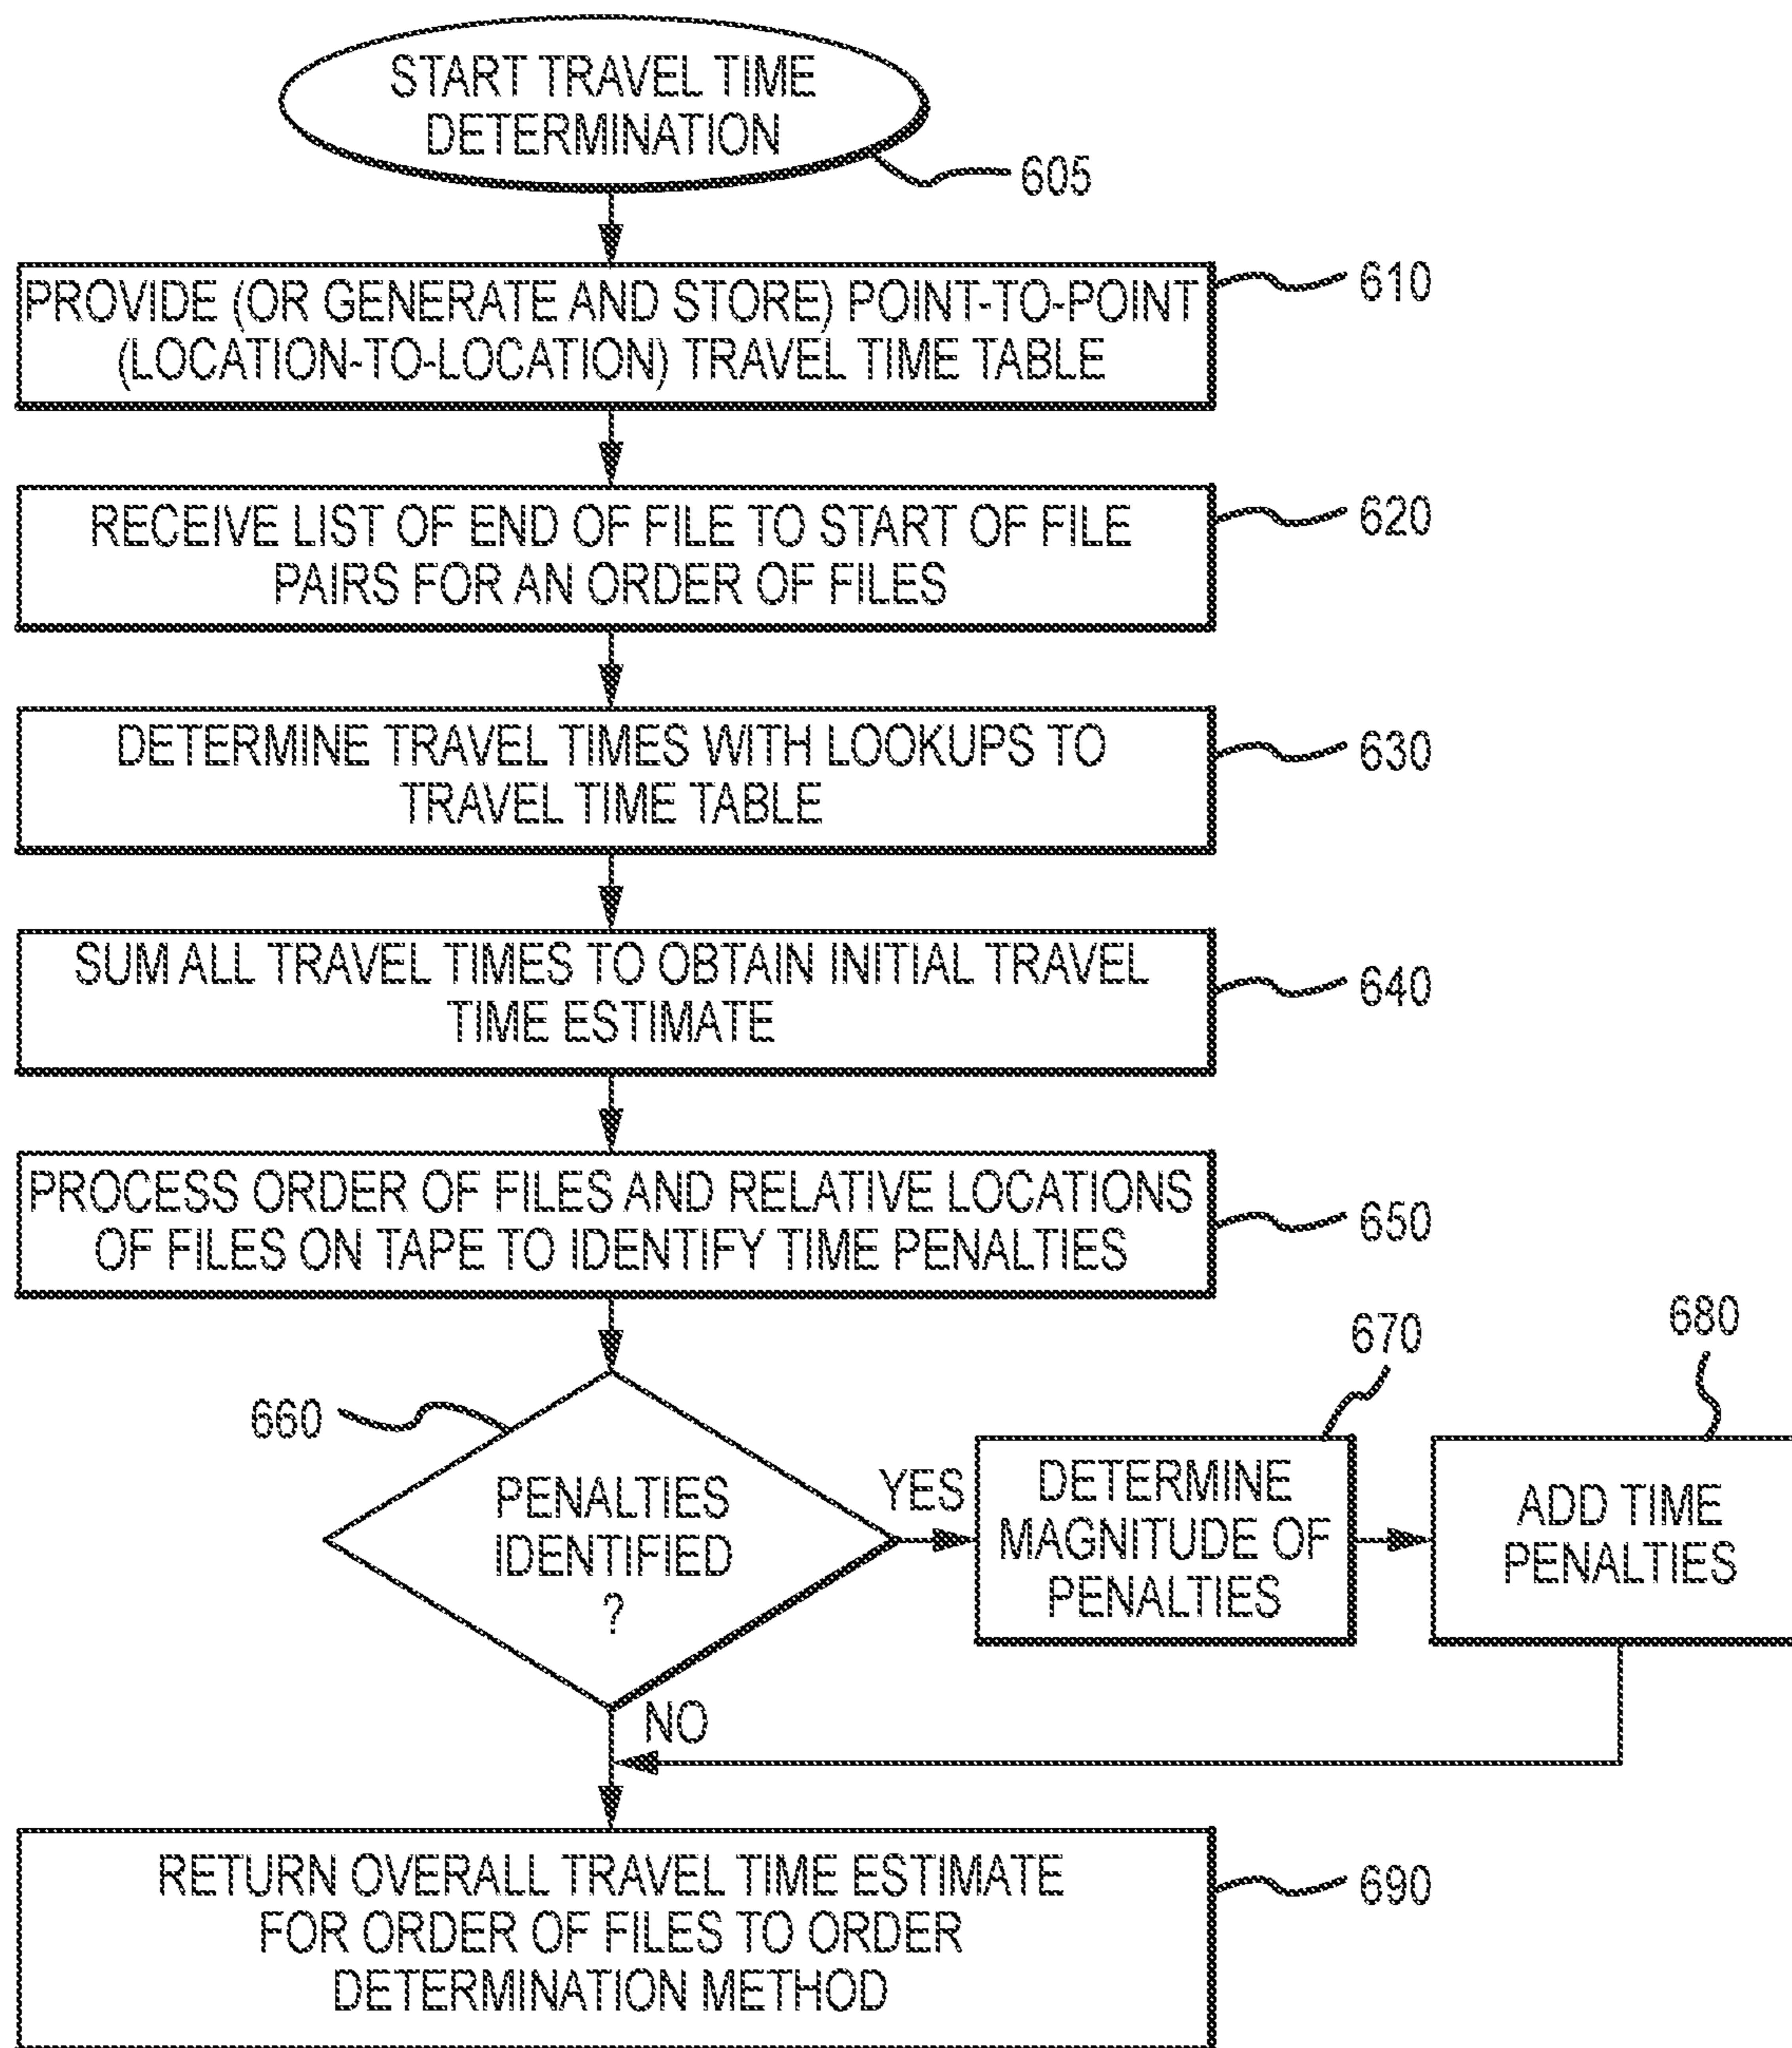 START TRAVEL TIME
DETERMINATION
605
PROVIDE (OR GENERATE AND STORE) POINT-TO-POINT
(LOCATION-TO-LOCATION) TRAVEL TIME TABLE
610
RECEIVE LIST OF END OF FILE TO START OF FILE
PAIRS FOR AN ORDER OF FILES
620
DETERMINE TRAVEL TIMES WITH LOOKUPS TO
TRAVEL TIME TABLE
630
SUM ALL TRAVEL TIMES TO OBTAIN INITIAL TRAVEL
TIME ESTIMATE
640
PROCESS ORDER OF FILES AND RELATIVE LOCATIONS
OF FILES ON TAPE TO IDENTIFY TIME PENALTIES
650
660
PENALTIES
IDENTIFIED
?
YES
670
DETERMINE
MAGNITUDE OF
PENALTIES
680
ADD TIME
PENALTIES
NO
RETURN OVERALL TRAVEL TIME ESTIMATE
FOR ORDER OF FILES TO ORDER
DETERMINATION METHOD
690